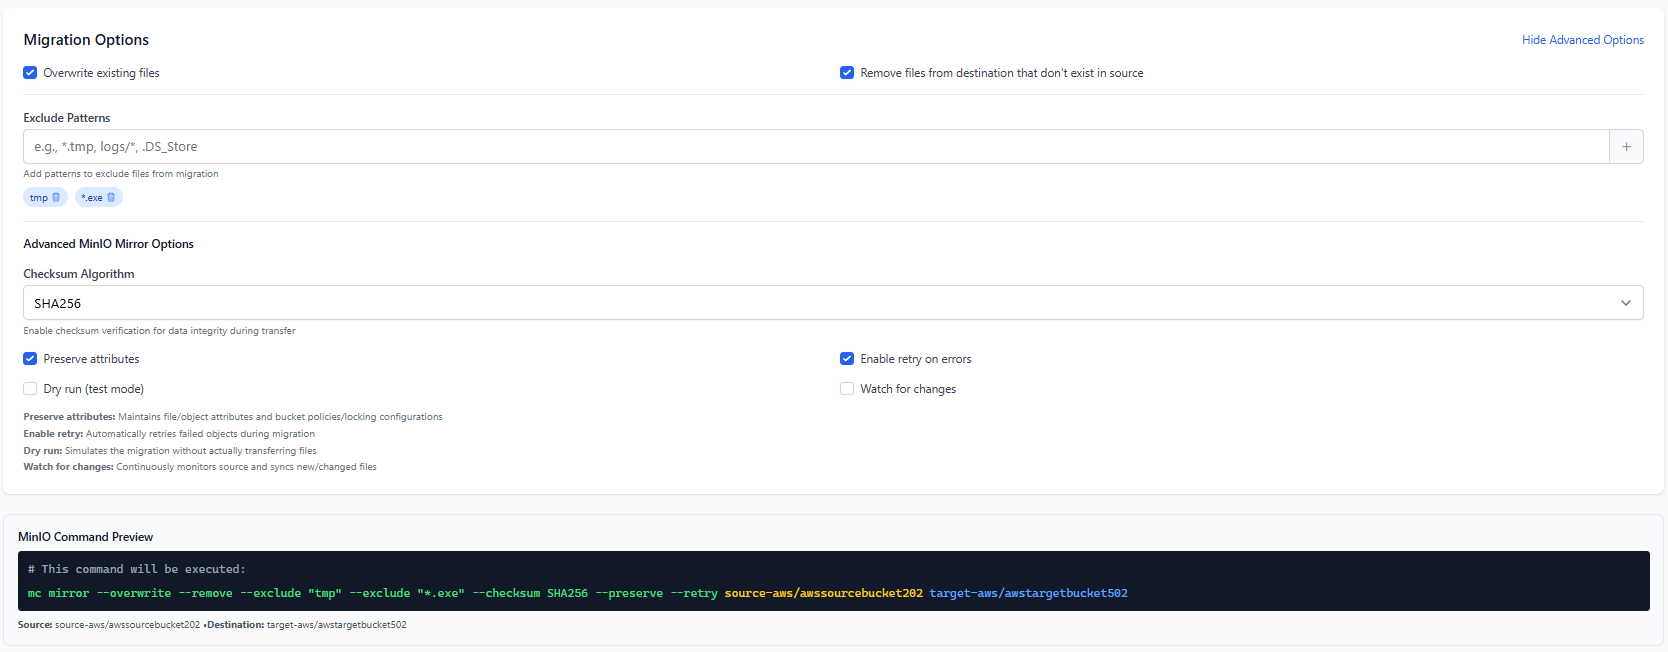 Migration Options
Hide Advanced Options
Overwrite existing files
Remove files from destination that don't exist in source
Exclude Patterns
e.g., *.tmp, logs/*, .DS_Store
+
Add patterns to exclude files from migration
tmp
*.exe
Advanced MinIO Mirror Options
Checksum Algorithm
SHA256
Enable checksum verification for data integrity during transfer
Preserve attributes
Enable retry on errors
Dry run (test mode)
Watch for changes
Preserve attributes: Maintains file/object attributes and bucket policies/locking configurations
Enable retry: Automatically retries failed objects during migration
Dry run: Simulates the migration without actually transferring files
Watch for changes: Continuously monitors source and syncs new/changed files
MinIO Command Preview
# This command will be executed:
mc mirror --overwrite --remove --exclude "tmp" --exclude "*.exe" --checksum SHA256 --preserve --retry source-aws/awssourcebucket202 target-aws/awstargetbucket502
Source: source-aws/awssourcebucket202 •Destination: target-aws/awstargetbucket502